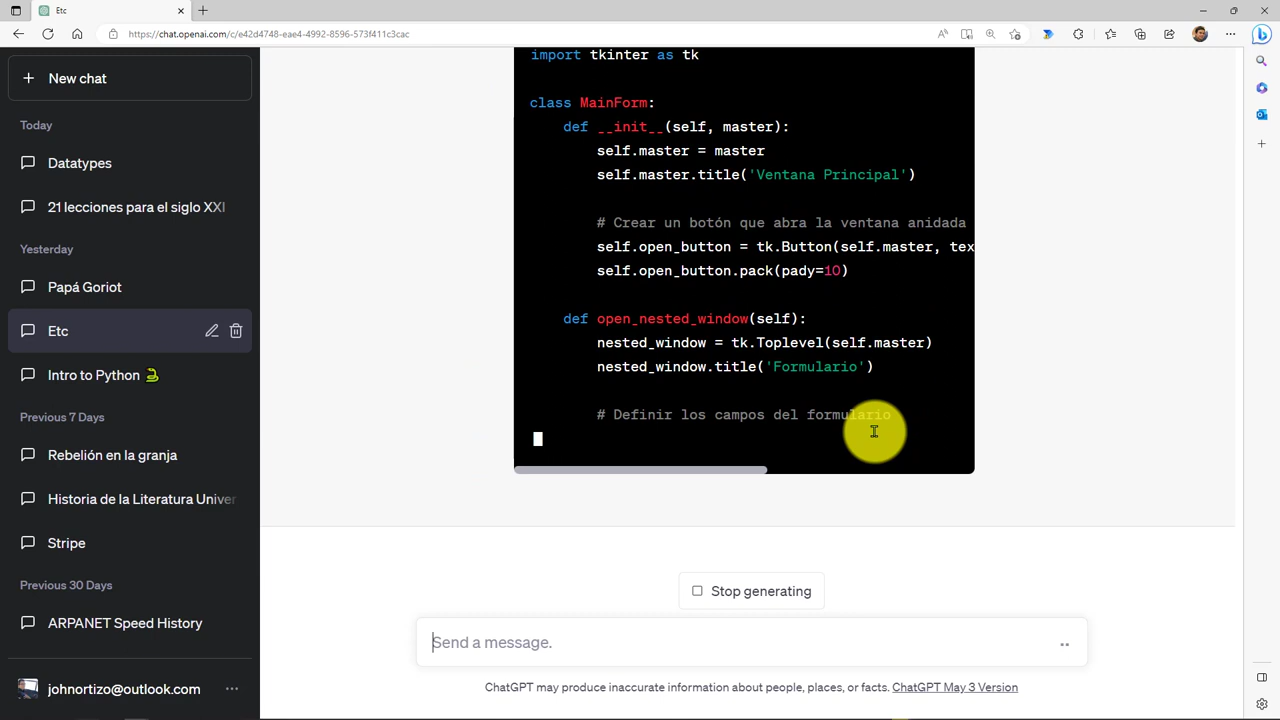 Etc
https://chat.openai.com/c/e42d4748-eae4-4992-8596-573f411c3cac
New chat
Today
Datatypes
21 lecciones para el siglo XXI
Yesterday
Papá Goriot
Etc
Intro to Python 🐍
Previous 7 Days
Rebelión en la granja
Historia de la Literatura Univer
Stripe
Previous 30 Days
ARPANET Speed History
johnortizo@outlook.com
import tkinter as tk
class MainForm:
def __init__(self, master):
self.master = master
self.master.title('Ventana Principal')
# Crear un botón que abra la ventana anidada
self.open_button = tk.Button(self.master, tex
self.open_button.pack(pady=10)
def open_nested_window(self):
nested_window = tk.Toplevel(self.master)
nested_window.title('Formulario')
# Definir los campos del formulario
Stop generating
Send a message.
ChatGPT may produce inaccurate information about people, places, or facts. ChatGPT May 3 Version